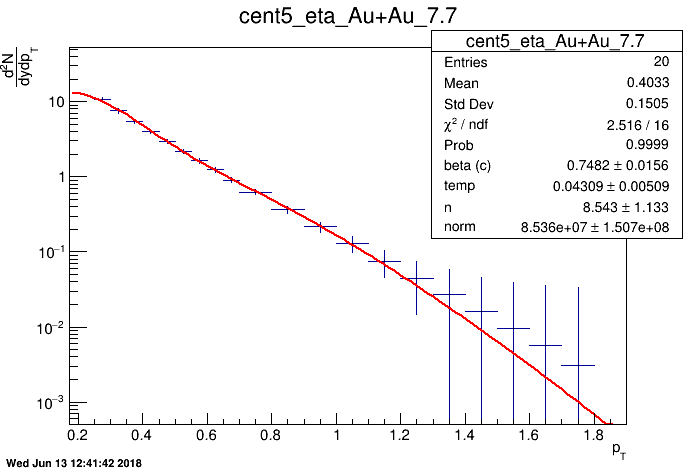 cent5_eta_Au+Au_7.7
d²N
dydp_T
cent5_eta_Au+Au_7.7
Entries 20
Mean 0.4033
Std Dev 0.1505
χ² / ndf 2.516 / 16
Prob 0.9999
beta (c) 0.7482 ± 0.0156
temp 0.04309 ± 0.00509
n 8.543 ± 1.133
norm 8.536e+07 ± 1.507e+08
10
1
10⁻¹
10⁻²
10⁻³
0.2 0.4 0.6 0.8 1 1.2 1.4 1.6 1.8
p_T
Wed Jun 13 12:41:42 2018